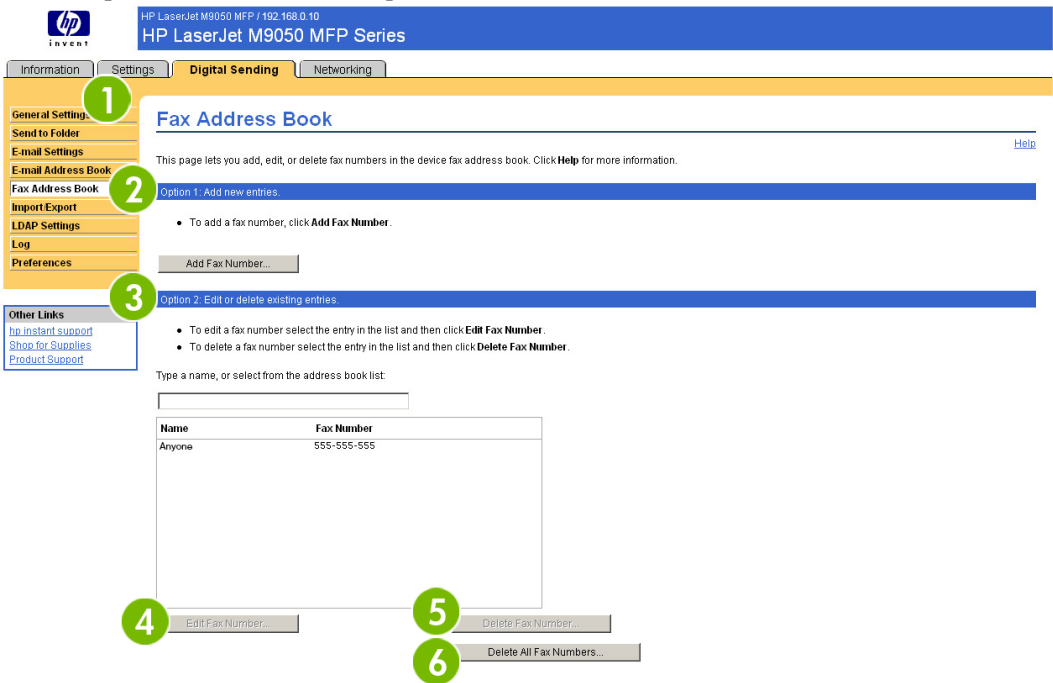 hp
invent
HP LaserJet M9050 MFP / 192.168.0.10
HP LaserJet M9050 MFP Series
Information Settings Digital Sending Networking
1
General Settings
Send to Folder
E-mail Settings
E-mail Address Book
Fax Address Book
Import/Export
LDAP Settings
Log
Preferences
Other Links
hp instant support
Shop for Supplies
Product Support
Fax Address Book
Help
This page lets you add, edit, or delete fax numbers in the device fax address book. Click Help for more information.
2
Option 1: Add new entries.
• To add a fax number, click Add Fax Number.
Add Fax Number...
3
Option 2: Edit or delete existing entries.
• To edit a fax number select the entry in the list and then click Edit Fax Number.
• To delete a fax number select the entry in the list and then click Delete Fax Number.
Type a name, or select from the address book list:
Name Fax Number
Anyone 555-555-555
4 Edit Fax Number... 5 Delete Fax Number...
6 Delete All Fax Numbers...